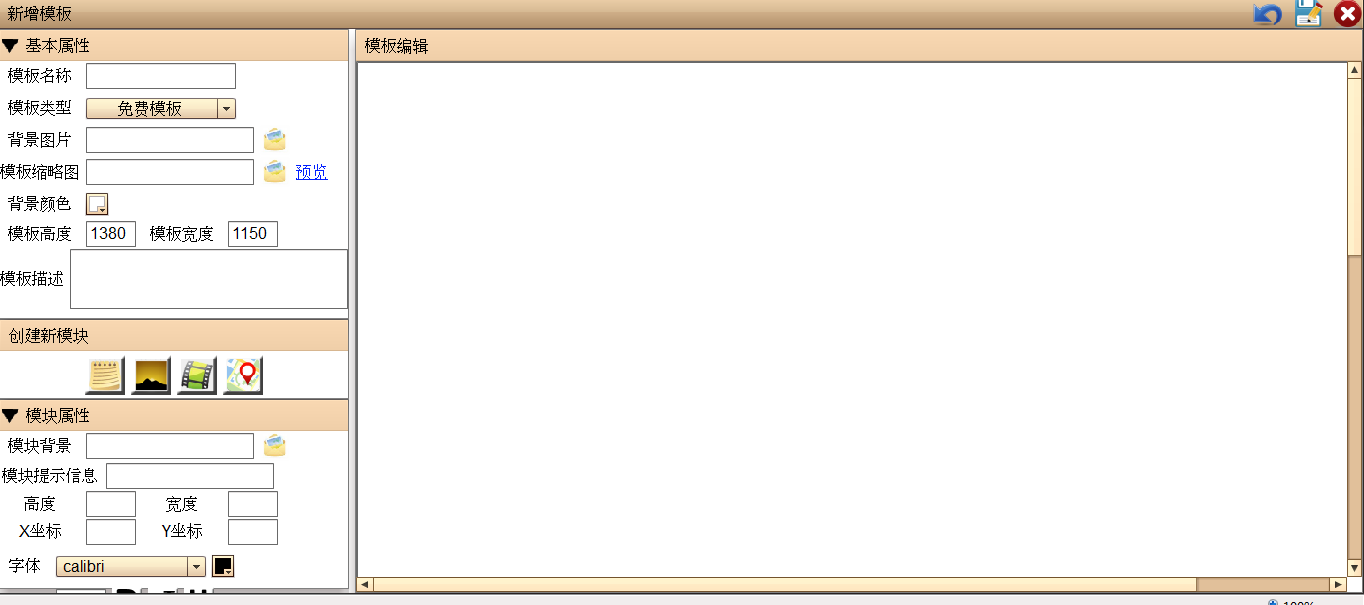 新增模板
基本属性
模板编辑
模板名称
模板类型 免费模板
背景图片
模板缩略图 预览
背景颜色
模板高度 1380 模板宽度 1150
模板描述
创建新模块
模块属性
模块背景
模块提示信息
高度 宽度
X坐标 Y坐标
字体 calibri